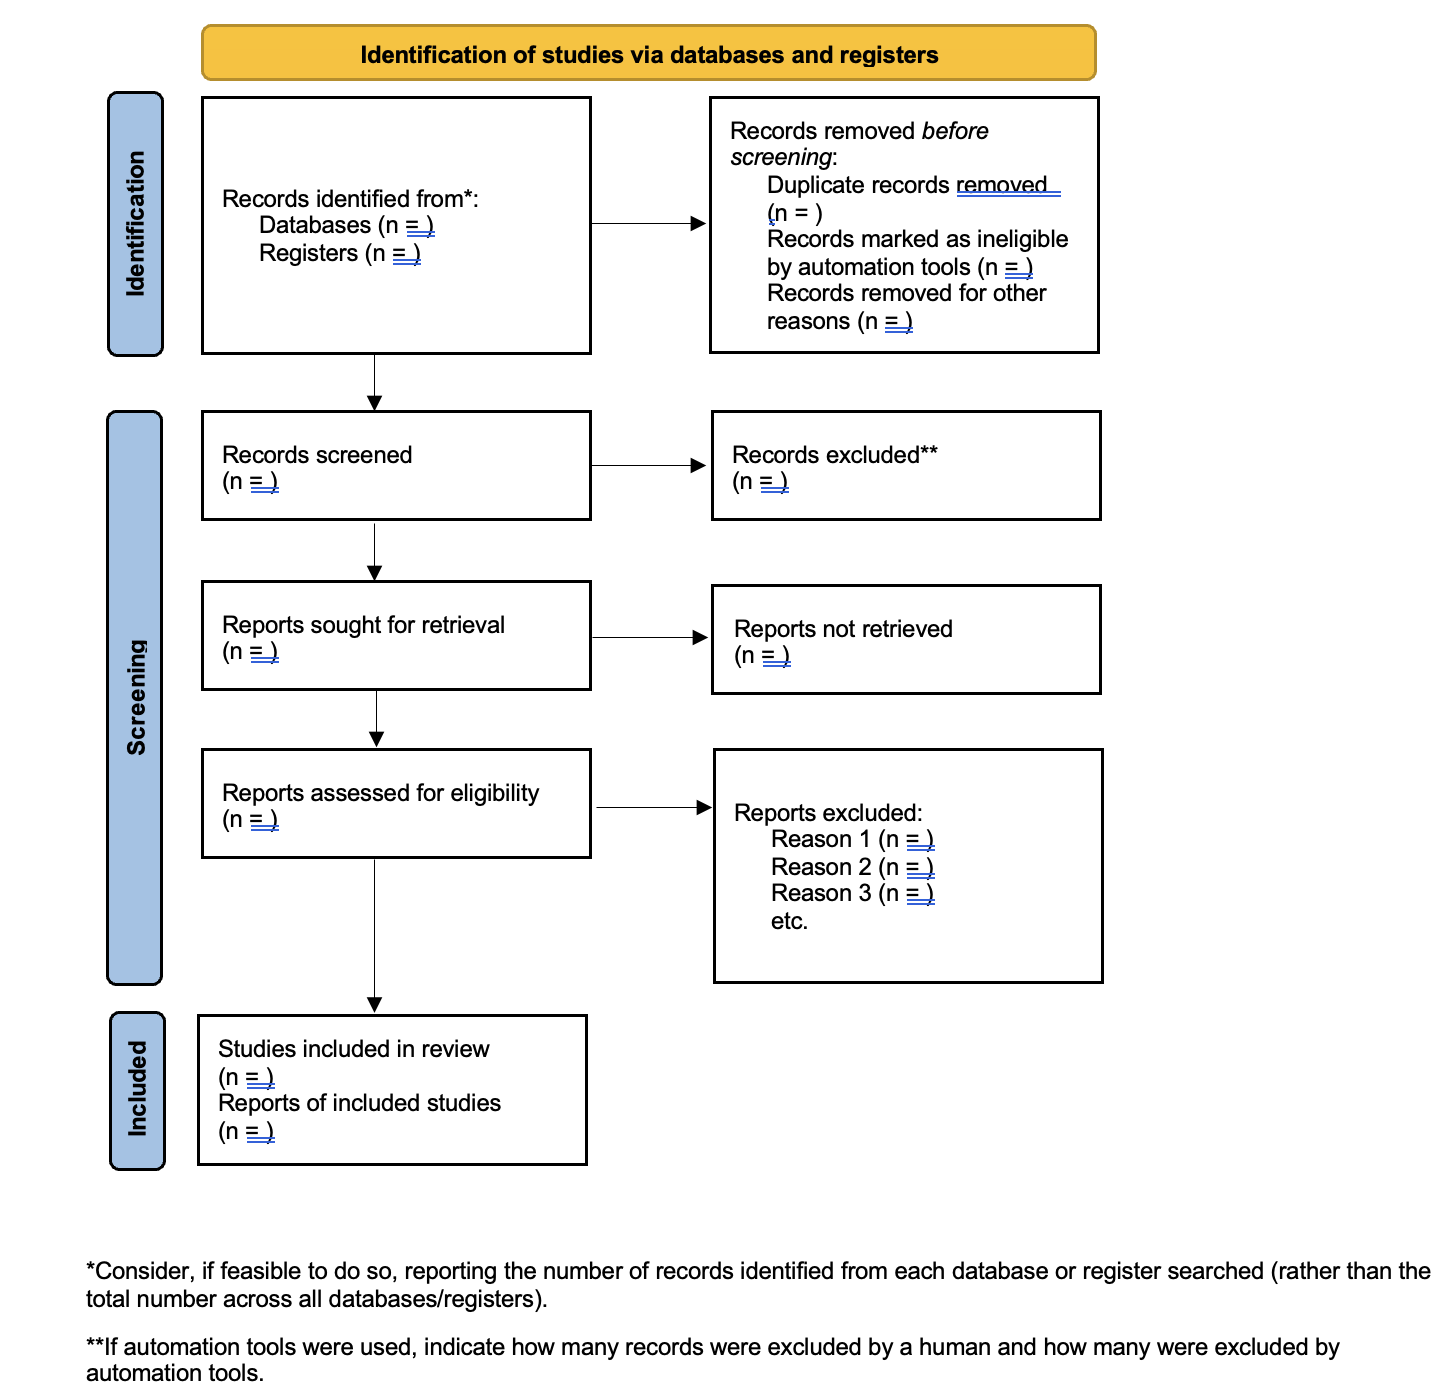 Identification of studies via databases and registers
Identification
Records identified from*:
Databases (n = )
Registers (n = )
Records removed before
screening:
Duplicate records removed
(n = )
Records marked as ineligible
by automation tools (n = )
Records removed for other
reasons (n = )
Screening
Records screened
(n = )
Records excluded**
(n = )
Reports sought for retrieval
(n = )
Reports not retrieved
(n = )
Reports assessed for eligibility
(n = )
Reports excluded:
Reason 1 (n = )
Reason 2 (n = )
Reason 3 (n = )
etc.
Included
Studies included in review
(n = )
Reports of included studies
(n = )
*Consider, if feasible to do so, reporting the number of records identified from each database or register searched (rather than the
total number across all databases/registers).
**If automation tools were used, indicate how many records were excluded by a human and how many were excluded by
automation tools.